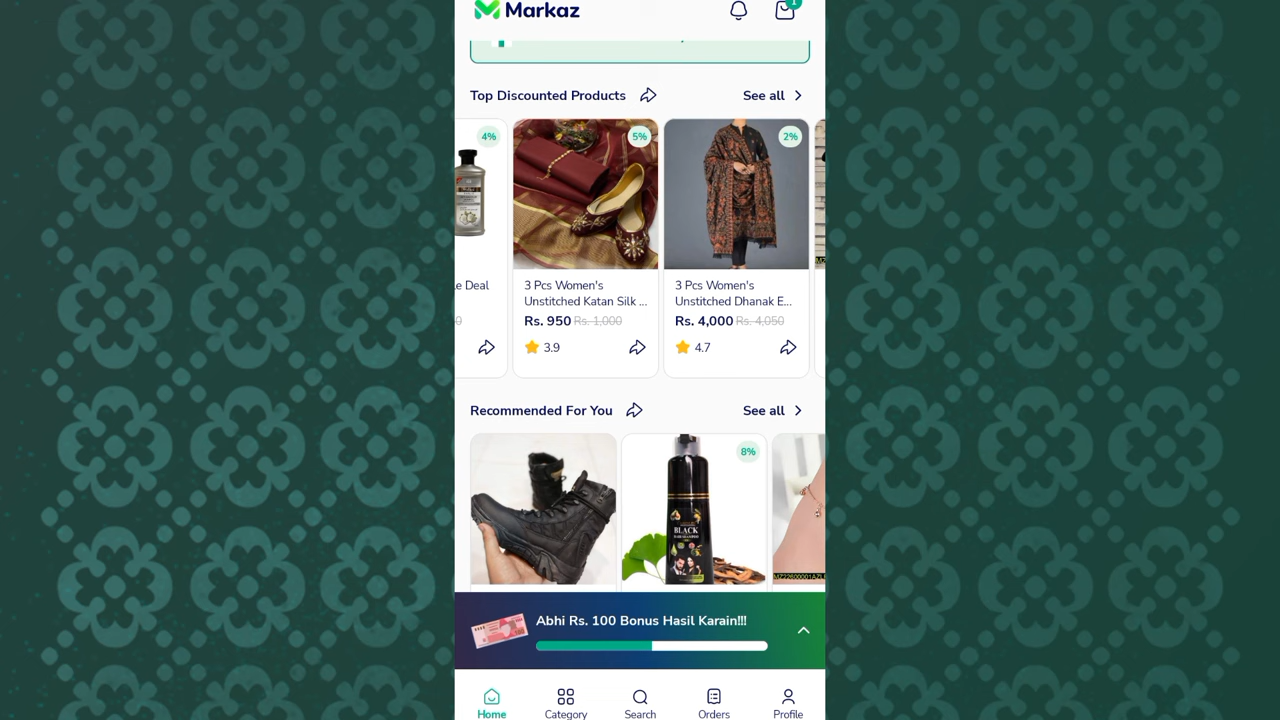 Markaz
1
Top Discounted Products
See all
4%
5%
2%
e Deal
3 Pcs Women's
Unstitched Katan Silk ...
3 Pcs Women's
Unstitched Dhanak E...
0
Rs. 950 Rs. 1,000
Rs. 4,000 Rs. 4,050
3.9
4.7
Recommended For You
See all
8%
BLACK
Abhi Rs. 100 Bonus Hasil Karain!!!
Home
Category
Search
Orders
Profile